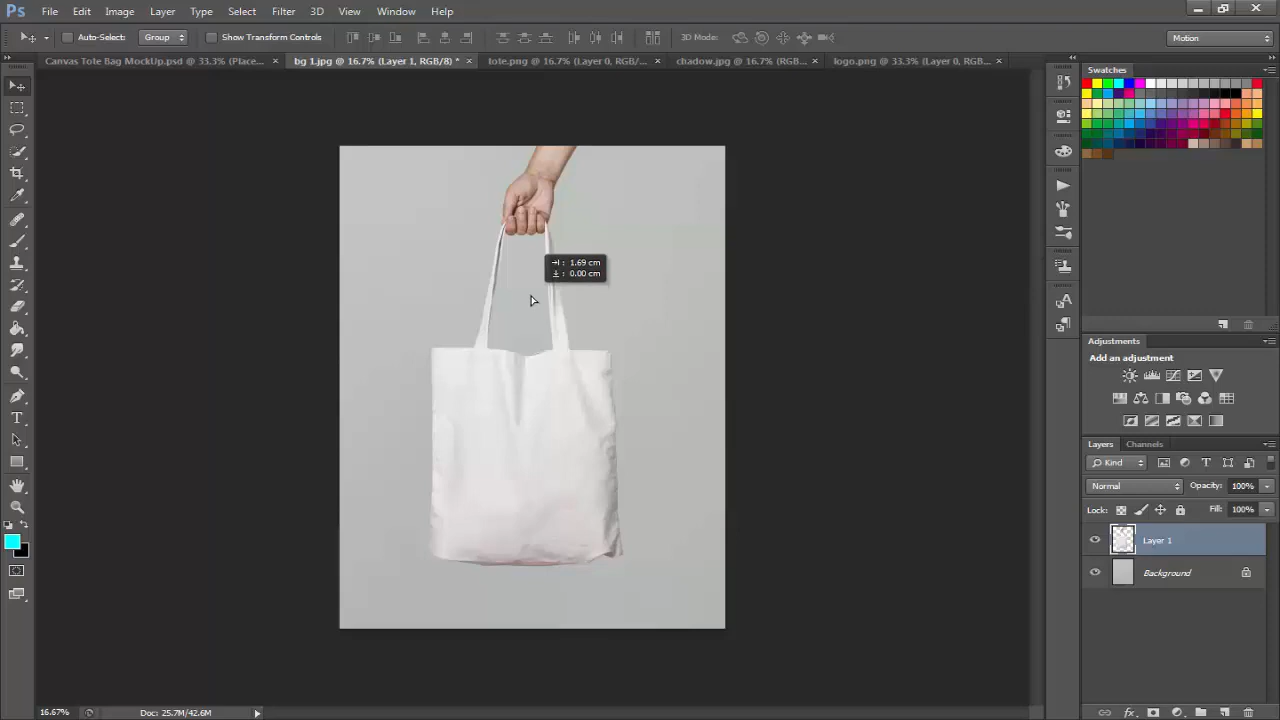 Ps File Edit Image Layer Type Select Filter 3D View Window Help
Auto-Select: Group Show Transform Controls 3D Mode: Motion
Canvas Tote Bag MockUp.psd @ 33.3% (Place... × bg 1.jpg @ 16.7% (Layer 1, RGB/8) * × tote.png @ 16.7% (Layer 0, RGB/... × chadow.jpg @ 16.7% (RGB... × logo.png @ 33.3% (Layer 0, RGB... ×
Swatches
1.69 cm
0.00 cm
Adjustments
Add an adjustment
Layers Channels
Kind
Normal Opacity: 100%
Lock: Fill: 100%
Layer 1
Background
16.67% Doc: 25.7M/42.6M